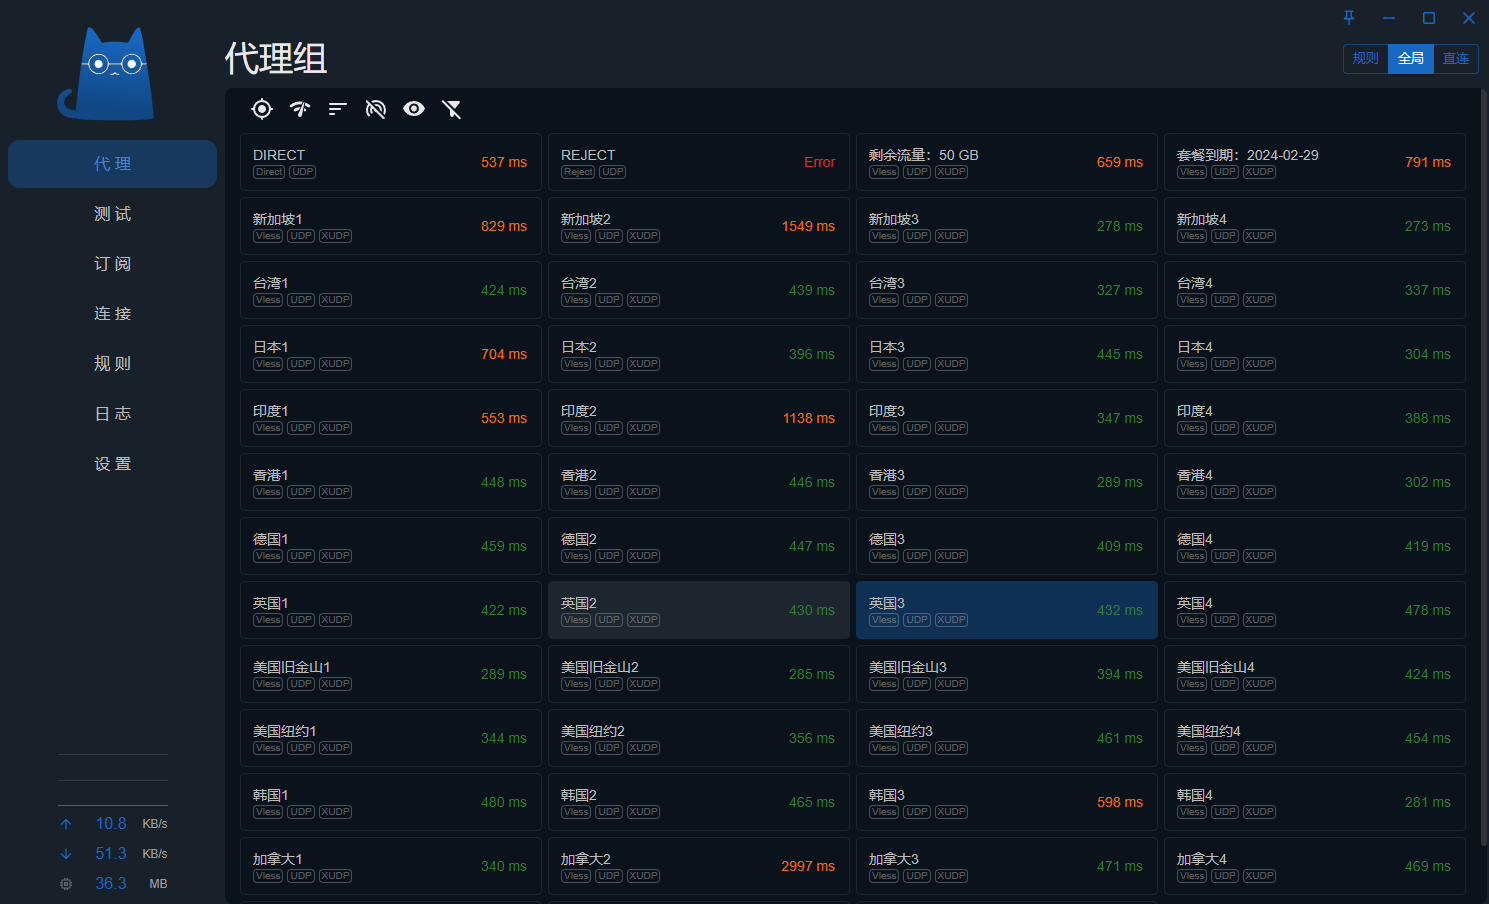 代理组
规则 全局 直连
代 理
测 试
订 阅
连 接
规 则
日 志
设 置
DIRECT 537 ms REJECT Error 剩余流量：50 GB 659 ms 套餐到期：2024-02-29 791 ms
Direct UDP Reject UDP Vless UDP XUDP Vless UDP XUDP
新加坡1 829 ms 新加坡2 1549 ms 新加坡3 278 ms 新加坡4 273 ms
Vless UDP XUDP Vless UDP XUDP Vless UDP XUDP Vless UDP XUDP
台湾1 424 ms 台湾2 439 ms 台湾3 327 ms 台湾4 337 ms
Vless UDP XUDP Vless UDP XUDP Vless UDP XUDP Vless UDP XUDP
日本1 704 ms 日本2 396 ms 日本3 445 ms 日本4 304 ms
Vless UDP XUDP Vless UDP XUDP Vless UDP XUDP Vless UDP XUDP
印度1 553 ms 印度2 1138 ms 印度3 347 ms 印度4 388 ms
Vless UDP XUDP Vless UDP XUDP Vless UDP XUDP Vless UDP XUDP
香港1 448 ms 香港2 446 ms 香港3 289 ms 香港4 302 ms
Vless UDP XUDP Vless UDP XUDP Vless UDP XUDP Vless UDP XUDP
德国1 459 ms 德国2 447 ms 德国3 409 ms 德国4 419 ms
Vless UDP XUDP Vless UDP XUDP Vless UDP XUDP Vless UDP XUDP
英国1 422 ms 英国2 430 ms 英国3 432 ms 英国4 478 ms
Vless UDP XUDP Vless UDP XUDP Vless UDP XUDP Vless UDP XUDP
美国旧金山1 289 ms 美国旧金山2 285 ms 美国旧金山3 394 ms 美国旧金山4 424 ms
Vless UDP XUDP Vless UDP XUDP Vless UDP XUDP Vless UDP XUDP
美国纽约1 344 ms 美国纽约2 356 ms 美国纽约3 461 ms 美国纽约4 454 ms
Vless UDP XUDP Vless UDP XUDP Vless UDP XUDP Vless UDP XUDP
韩国1 480 ms 韩国2 465 ms 韩国3 598 ms 韩国4 281 ms
Vless UDP XUDP Vless UDP XUDP Vless UDP XUDP Vless UDP XUDP
加拿大1 340 ms 加拿大2 2997 ms 加拿大3 471 ms 加拿大4 469 ms
Vless UDP XUDP Vless UDP XUDP Vless UDP XUDP Vless UDP XUDP
10.8 KB/s
51.3 KB/s
36.3 MB